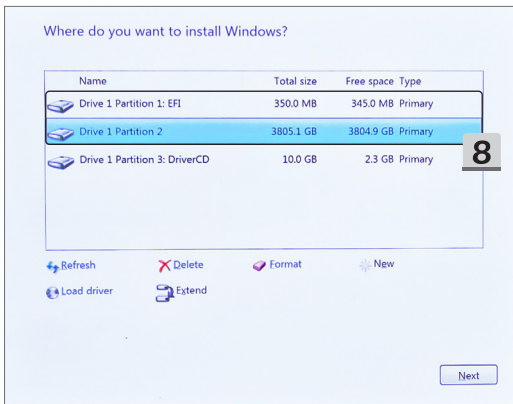 Where do you want to install Windows?
Name Total size Free space Type
Drive 1 Partition 1: EFI 350.0 MB 345.0 MB Primary
Drive 1 Partition 2 3805.1 GB 3804.9 GB Primary
8
Drive 1 Partition 3: DriverCD 10.0 GB 2.3 GB Primary
Refresh Delete Format New
Load driver Extend
Next